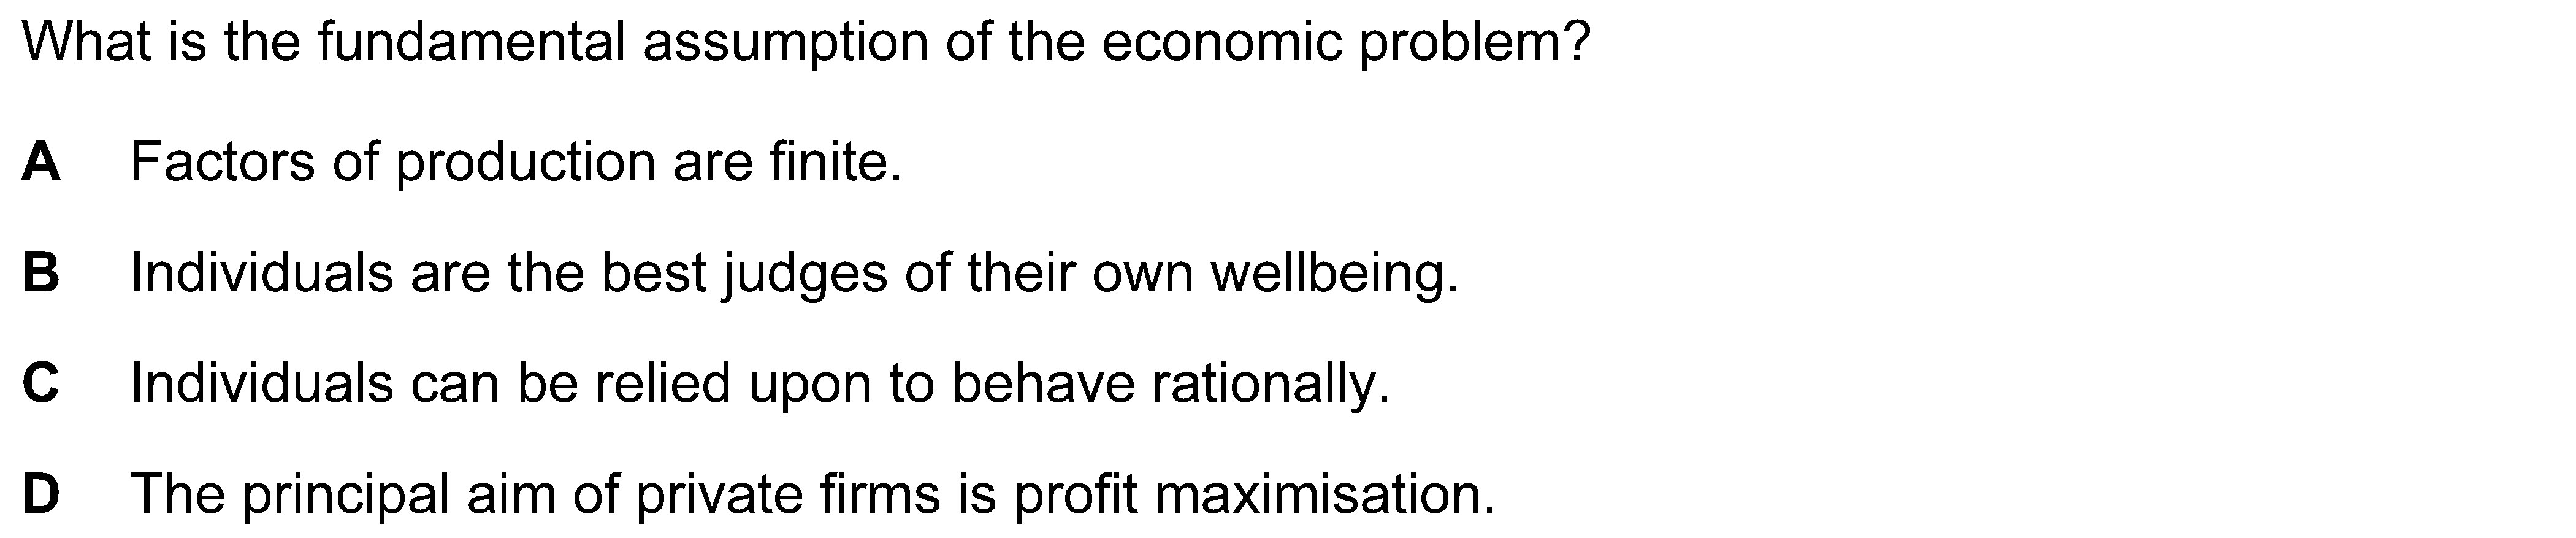 What is the fundamental assumption of the economic problem?
A Factors of production are finite.
B Individuals are the best judges of their own wellbeing.
C Individuals can be relied upon to behave rationally.
D The principal aim of private firms is profit maximisation.